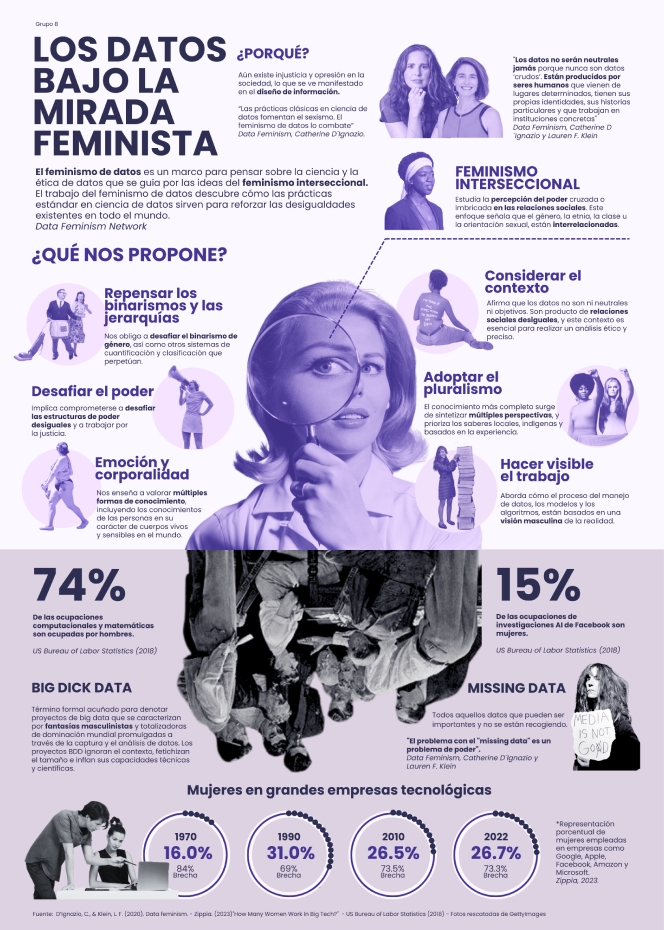 Grupo 8
LOS DATOS
BAJO LA
MIRADA
FEMINISTA
El feminismo de datos es un marco para pensar sobre la ciencia y la
ética de datos que se guía por las ideas del feminismo interseccional.
El trabajo del feminismo de datos descubre cómo las prácticas
estándar en ciencia de datos sirven para reforzar las desigualdades
existentes en todo el mundo.
Data Feminism Network
¿PORQUÉ?
Aún existe injusticia y opresión en la
sociedad, lo que se ve manifestado
en el diseño de información.
"Las prácticas clásicas en ciencia de
datos fomentan el sexismo. El
feminismo de datos lo combate"
Data Feminism, Catherine D'Ignazio.
"Los datos no serán neutrales
jamás porque nunca son datos
'crudos'. Están producidos por
seres humanos que vienen de
lugares determinados, tienen sus
propias identidades, sus historias
particulares y que trabajan en
instituciones concretas"
Data Feminism, Catherine D
'Ignazio y Lauren F. Klein
FEMINISMO
INTERSECCIONAL
Estudia la percepción del poder cruzada o
imbricada en las relaciones sociales. Este
enfoque señala que el género, la etnia, la clase u
la orientación sexual, están interrelacionadas.
¿QUÉ NOS PROPONE?
Repensar los
binarismos y las
jerarquías
Nos obliga a desafiar el binarismo de
género, así como otros sistemas de
cuantificación y clasificación que
perpetúan.
Desafiar el poder
Implica comprometerse a desafiar
las estructuras de poder
desiguales y a trabajar por
la justicia.
Emoción y
corporalidad
Nos enseña a valorar múltiples
formas de conocimiento,
incluyendo los conocimientos
de las personas en su
carácter de cuerpos vivos
y sensibles en el mundo.
Considerar el
contexto
Afirma que los datos no son ni neutrales
ni objetivos. Son producto de relaciones
sociales desiguales, y este contexto es
esencial para realizar un análisis ético y
preciso.
Adoptar el
pluralismo
El conocimiento más completo surge
de sintetizar múltiples perspectivas, y
prioriza los saberes locales, indígenas y
basados en la experiencia.
Hacer visible
el trabajo
Aborda cómo el proceso del manejo
de datos, los modelos y los
algoritmos, están basados en una
visión masculina de la realidad.
74%
De las ocupaciones
computacionales y matemáticas
son ocupadas por hombres.
US Bureau of Labor Statistics (2018)
15%
De las ocupaciones de
investigaciones AI de Facebook son
mujeres.
US Bureau of Labor Statistics (2018)
BIG DICK DATA
Término formal acuñado para denotar
proyectos de big data que se caracterizan
por fantasías masculinistas y totalizadoras
de dominación mundial promulgadas a
través de la captura y el análisis de datos. Los
proyectos BDD ignoran el contexto, fetichizan
el tamaño e inflan sus capacidades técnicas
y científicas.
MISSING DATA
Todos aquellos datos que pueden ser
importantes y no se están recogiendo.
"El problema con el "missing data" es un
problema de poder".
Data Feminism, Catherine D'Ignazio y
Lauren F. Klein
MEDIA
IS NOT
Mujeres en grandes empresas tecnológicas
1970
16.0%
84%
Brecha
1990
31.0%
69%
Brecha
2010
26.5%
73.5%
Brecha
2022
26.7%
73.3%
Brecha
*Representación
porcentual de
mujeres empleadas
en empresas como
Google, Apple,
Facebook, Amazon y
Microsoft.
Zippia, 2023.
Fuente: D'Ignazio, C., & Klein, L. F. (2020). Data feminism. - Zippia. (2023)"How Many Women Work In Big Tech?" - US Bureau of Labor Statistics (2018) - Fotos rescatadas de GettyImages